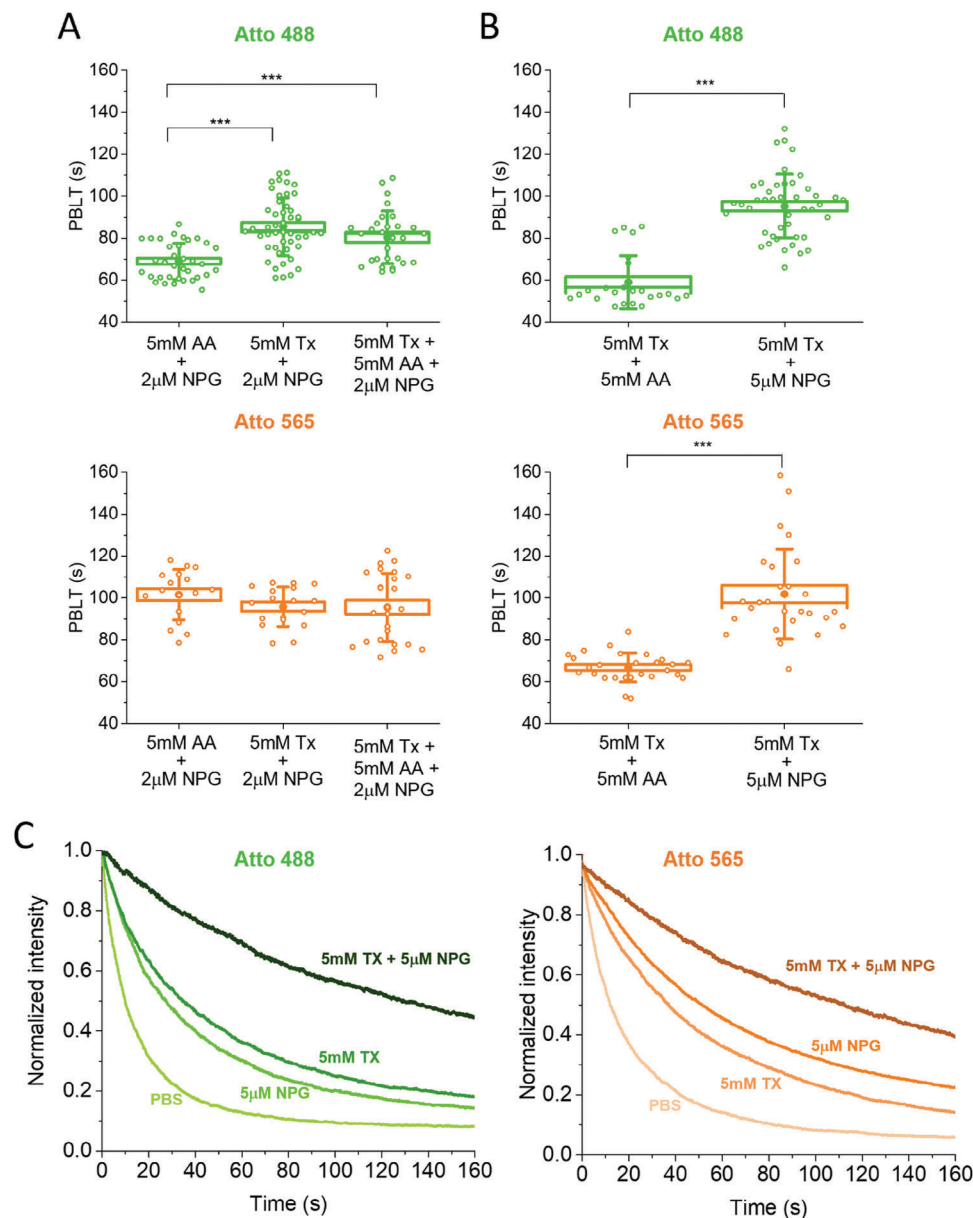 A
Atto 488
160
140
120
100
80
60
40
PBLT (s)
***
***
5mM AA
+
2μM NPG
5mM Tx
+
2μM NPG
5mM Tx +
5mM AA +
2μM NPG
B
Atto 488
160
140
120
100
80
60
40
PBLT (s)
***
5mM Tx
+
5mM AA
5mM Tx
+
5μM NPG
Atto 565
160
140
120
100
80
60
40
PBLT (s)
5mM AA
+
2μM NPG
5mM Tx
+
2μM NPG
5mM Tx +
5mM AA +
2μM NPG
Atto 565
160
140
120
100
80
60
40
PBLT (s)
***
5mM Tx
+
5mM AA
5mM Tx
+
5μM NPG
C
Atto 488
1.0
0.8
0.6
0.4
0.2
0.0
Normalized intensity
5mM TX + 5μM NPG
5mM TX
5μM NPG
PBS
0 20 40 60 80 100 120 140 160
Time (s)
Atto 565
1.0
0.8
0.6
0.4
0.2
0.0
Normalized intensity
5mM TX + 5μM NPG
5μM NPG
5mM TX
PBS
0 20 40 60 80 100 120 140 160
Time (s)